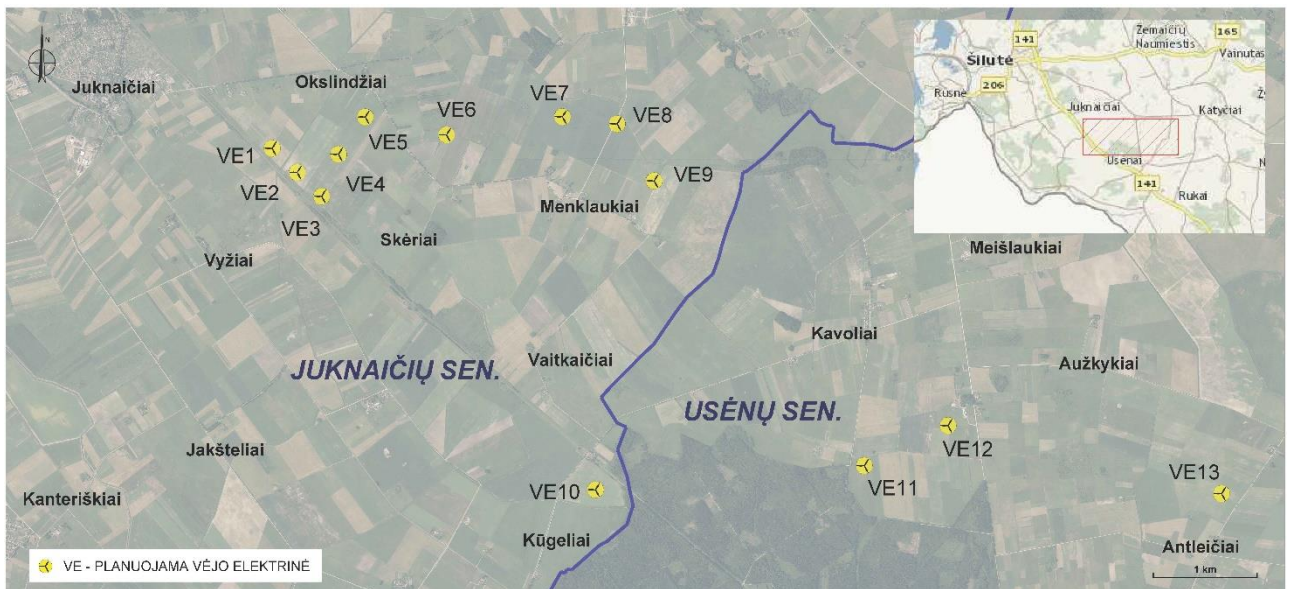 N
Juknaičiai
Okslindžiai
VE1
VE2
VE3
VE4
VE5
VE6
VE7
VE8
VE9
Menklaukiai
Skėriai
Vyžiai
Vaitkaičiai
JUKNAIČIŲ SEN.
Jakšteliai
Kanteriškiai
VE10
Kūgeliai
141
Žemaičių
Naumiestis
165
Šilutė
Vainutas
206
Rusnė
Juknaičiai
Katyčiai
Ž
Usėnai
N
141
Rukai
Meišlaukiai
Kavoliai
Aužkykiai
USĖNŲ SEN.
VE12
VE11
VE13
Antleičiai
1 km
VE - PLANUOJAMA VĖJO ELEKTRINĖ